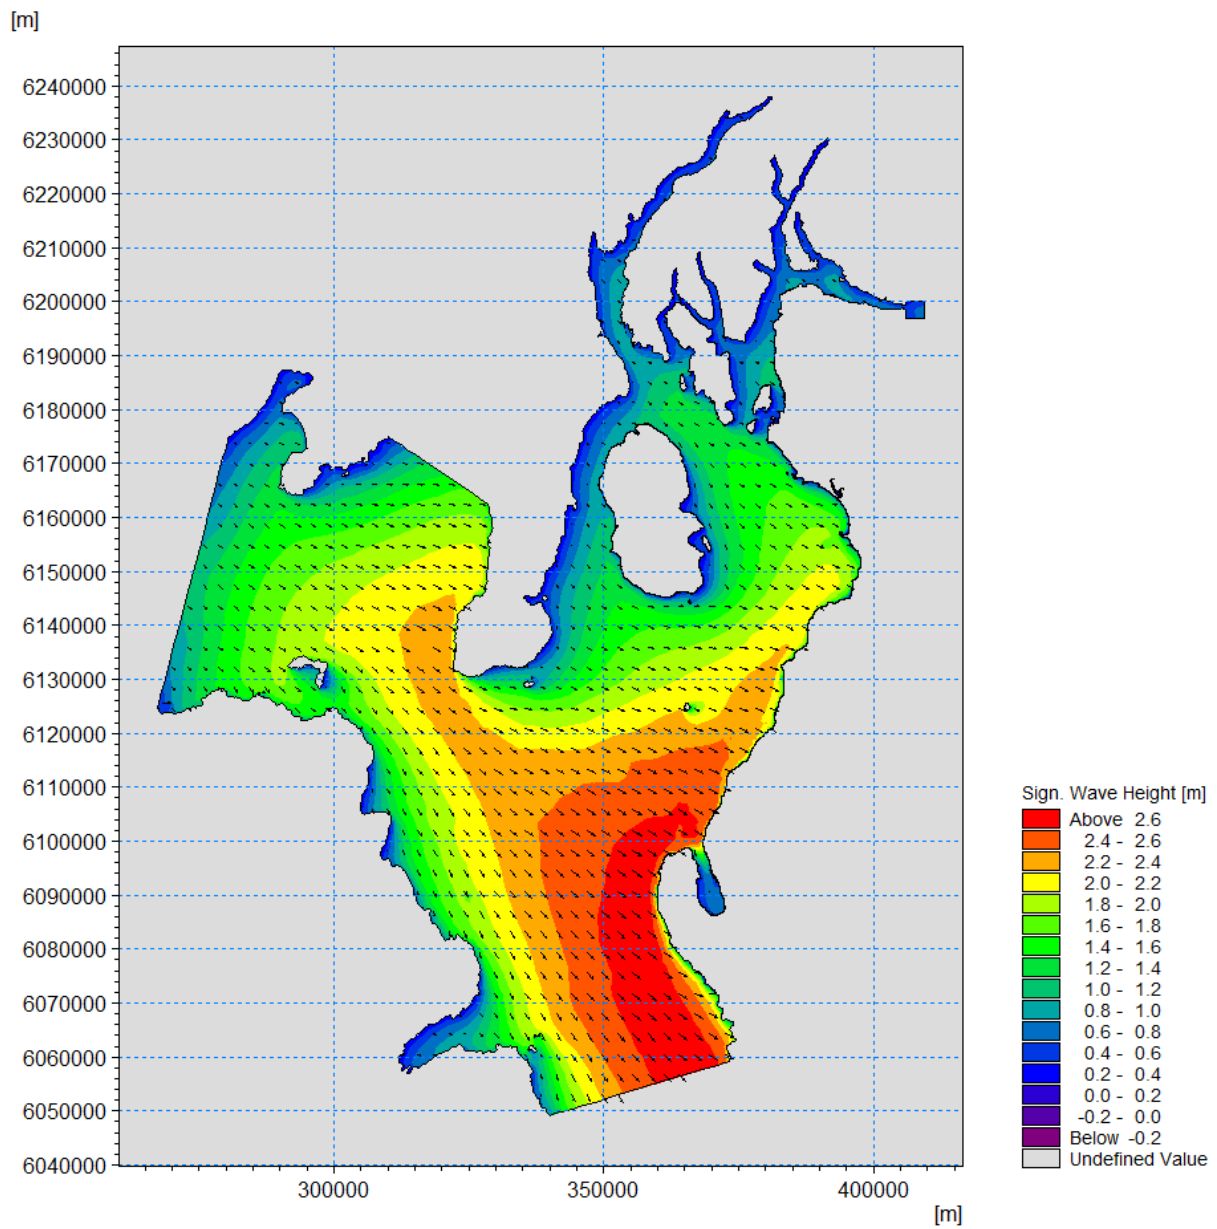 [m]
6240000
6230000
6220000
6210000
6200000
6190000
6180000
6170000
6160000
6150000
6140000
6130000
6120000
6110000
6100000
6090000
6080000
6070000
6060000
6050000
6040000
300000 350000 400000
[m]
Sign. Wave Height [m]
Above 2.6
2.4 - 2.6
2.2 - 2.4
2.0 - 2.2
1.8 - 2.0
1.6 - 1.8
1.4 - 1.6
1.2 - 1.4
1.0 - 1.2
0.8 - 1.0
0.6 - 0.8
0.4 - 0.6
0.2 - 0.4
0.0 - 0.2
-0.2 - 0.0
Below -0.2
Undefined Value